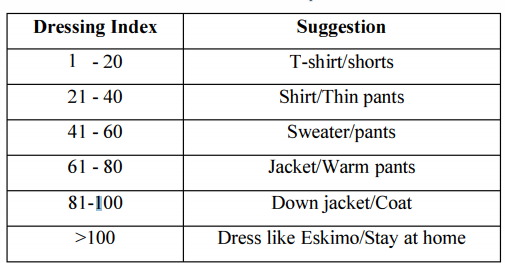 Dressing Index Suggestion
1 - 20 T-shirt/shorts
21 - 40 Shirt/Thin pants
41 - 60 Sweater/pants
61 - 80 Jacket/Warm pants
81-100 Down jacket/Coat
>100 Dress like Eskimo/Stay at home